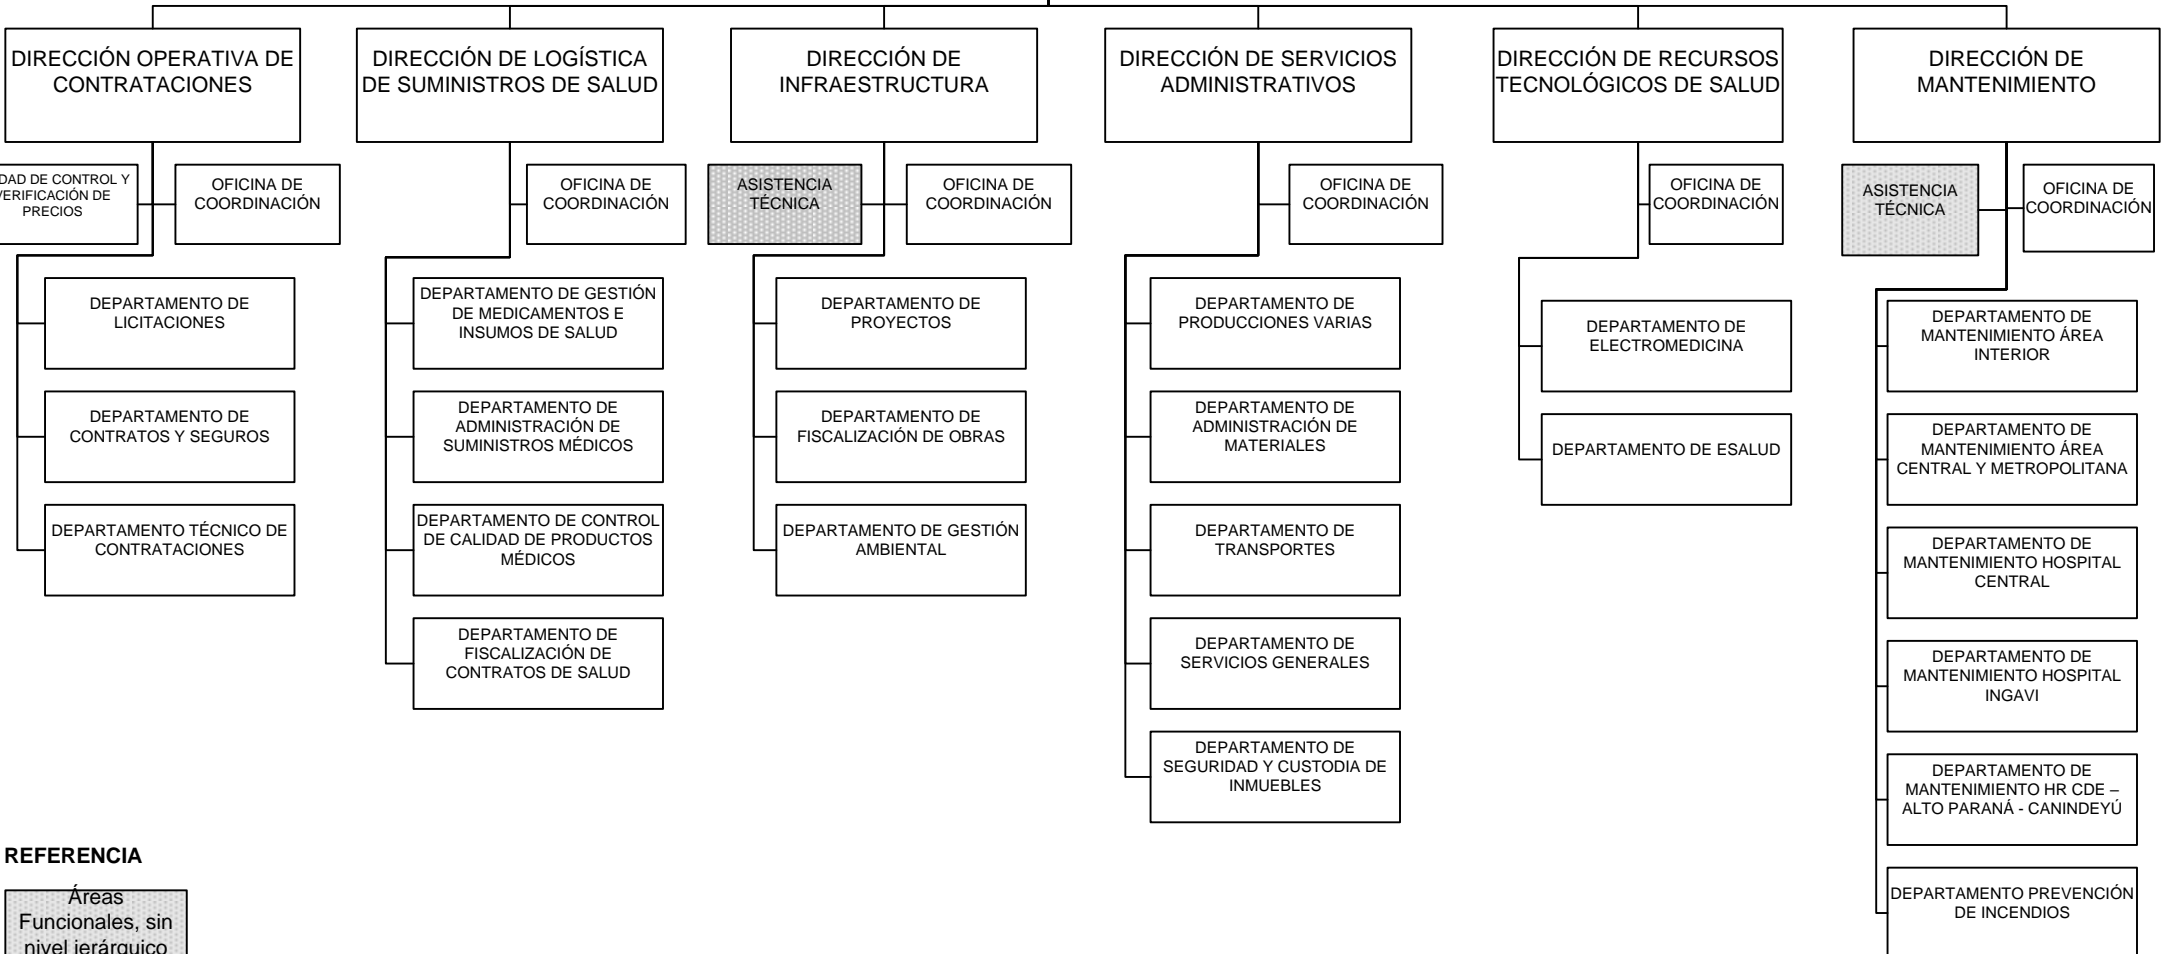 DIRECCIÓN OPERATIVA DE
CONTRATACIONES
DIRECCIÓN DE LOGÍSTICA
DE SUMINISTROS DE SALUD
DIRECCIÓN DE
INFRAESTRUCTURA
DIRECCIÓN DE SERVICIOS
ADMINISTRATIVOS
DIRECCIÓN DE RECURSOS
TECNOLÓGICOS DE SALUD
DIRECCIÓN DE
MANTENIMIENTO
DAD DE CONTROL Y
VERIFICACIÓN DE
PRECIOS
OFICINA DE
COORDINACIÓN
OFICINA DE
COORDINACIÓN
ASISTENCIA
TÉCNICA
OFICINA DE
COORDINACIÓN
OFICINA DE
COORDINACIÓN
OFICINA DE
COORDINACIÓN
ASISTENCIA
TÉCNICA
OFICINA DE
COORDINACIÓN
DEPARTAMENTO DE
LICITACIONES
DEPARTAMENTO DE
CONTRATOS Y SEGUROS
DEPARTAMENTO TÉCNICO DE
CONTRATACIONES
DEPARTAMENTO DE GESTIÓN
DE MEDICAMENTOS E
INSUMOS DE SALUD
DEPARTAMENTO DE
ADMINISTRACIÓN DE
SUMINISTROS MÉDICOS
DEPARTAMENTO DE CONTROL
DE CALIDAD DE PRODUCTOS
MÉDICOS
DEPARTAMENTO DE
FISCALIZACIÓN DE
CONTRATOS DE SALUD
DEPARTAMENTO DE
PROYECTOS
DEPARTAMENTO DE
FISCALIZACIÓN DE OBRAS
DEPARTAMENTO DE GESTIÓN
AMBIENTAL
DEPARTAMENTO DE
PRODUCCIONES VARIAS
DEPARTAMENTO DE
ADMINISTRACIÓN DE
MATERIALES
DEPARTAMENTO DE
TRANSPORTES
DEPARTAMENTO DE
SERVICIOS GENERALES
DEPARTAMENTO DE
SEGURIDAD Y CUSTODIA DE
INMUEBLES
DEPARTAMENTO DE
ELECTROMEDICINA
DEPARTAMENTO DE ESALUD
DEPARTAMENTO DE
MANTENIMIENTO ÁREA
INTERIOR
DEPARTAMENTO DE
MANTENIMIENTO ÁREA
CENTRAL Y METROPOLITANA
DEPARTAMENTO DE
MANTENIMIENTO HOSPITAL
CENTRAL
DEPARTAMENTO DE
MANTENIMIENTO HOSPITAL
INGAVI
DEPARTAMENTO DE
MANTENIMIENTO HR CDE –
ALTO PARANÁ - CANINDEYÚ
DEPARTAMENTO PREVENCIÓN
DE INCENDIOS
REFERENCIA
Áreas
Funcionales, sin
nivel jerárquico